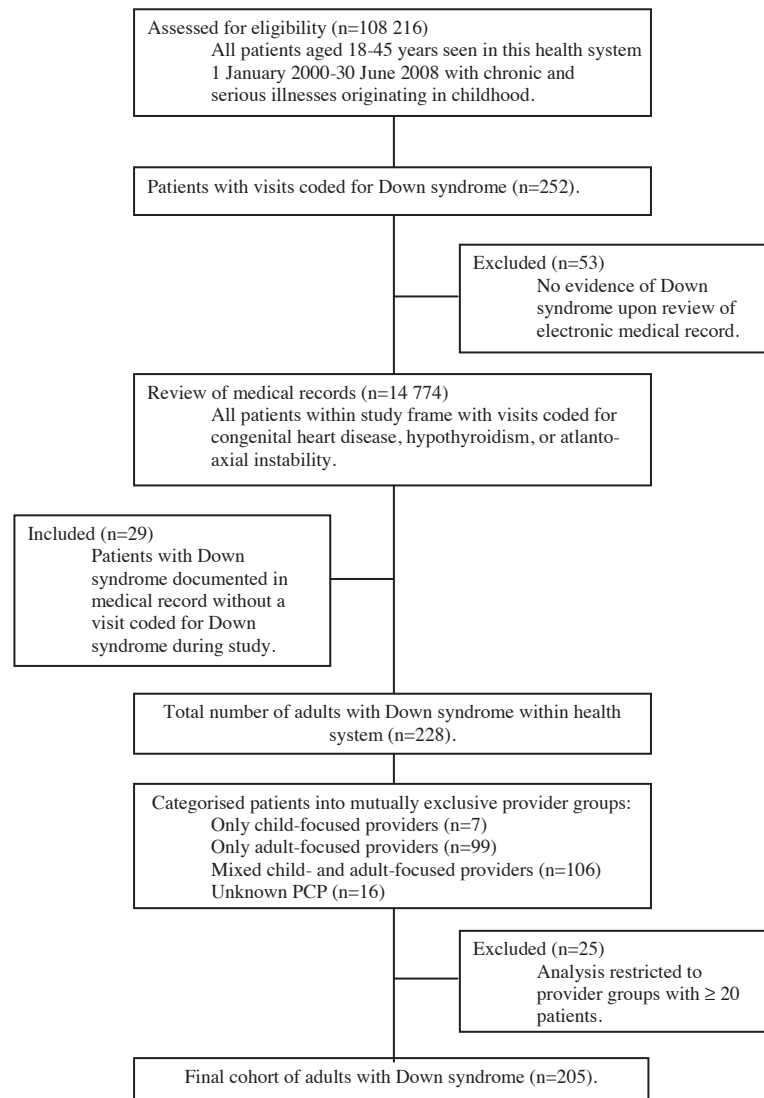 Assessed for eligibility (n=108 216)
All patients aged 18-45 years seen in this health system
1 January 2000-30 June 2008 with chronic and
serious illnesses originating in childhood.
Patients with visits coded for Down syndrome (n=252).
Excluded (n=53)
No evidence of Down
syndrome upon review of
electronic medical record.
Review of medical records (n=14 774)
All patients within study frame with visits coded for
congenital heart disease, hypothyroidism, or atlanto-
axial instability.
Included (n=29)
Patients with Down
syndrome documented in
medical record without a
visit coded for Down
syndrome during study.
Total number of adults with Down syndrome within health
system (n=228).
Categorised patients into mutually exclusive provider groups:
Only child-focused providers (n=7)
Only adult-focused providers (n=99)
Mixed child- and adult-focused providers (n=106)
Unknown PCP (n=16)
Excluded (n=25)
Analysis restricted to
provider groups with ≥ 20
patients.
Final cohort of adults with Down syndrome (n=205).